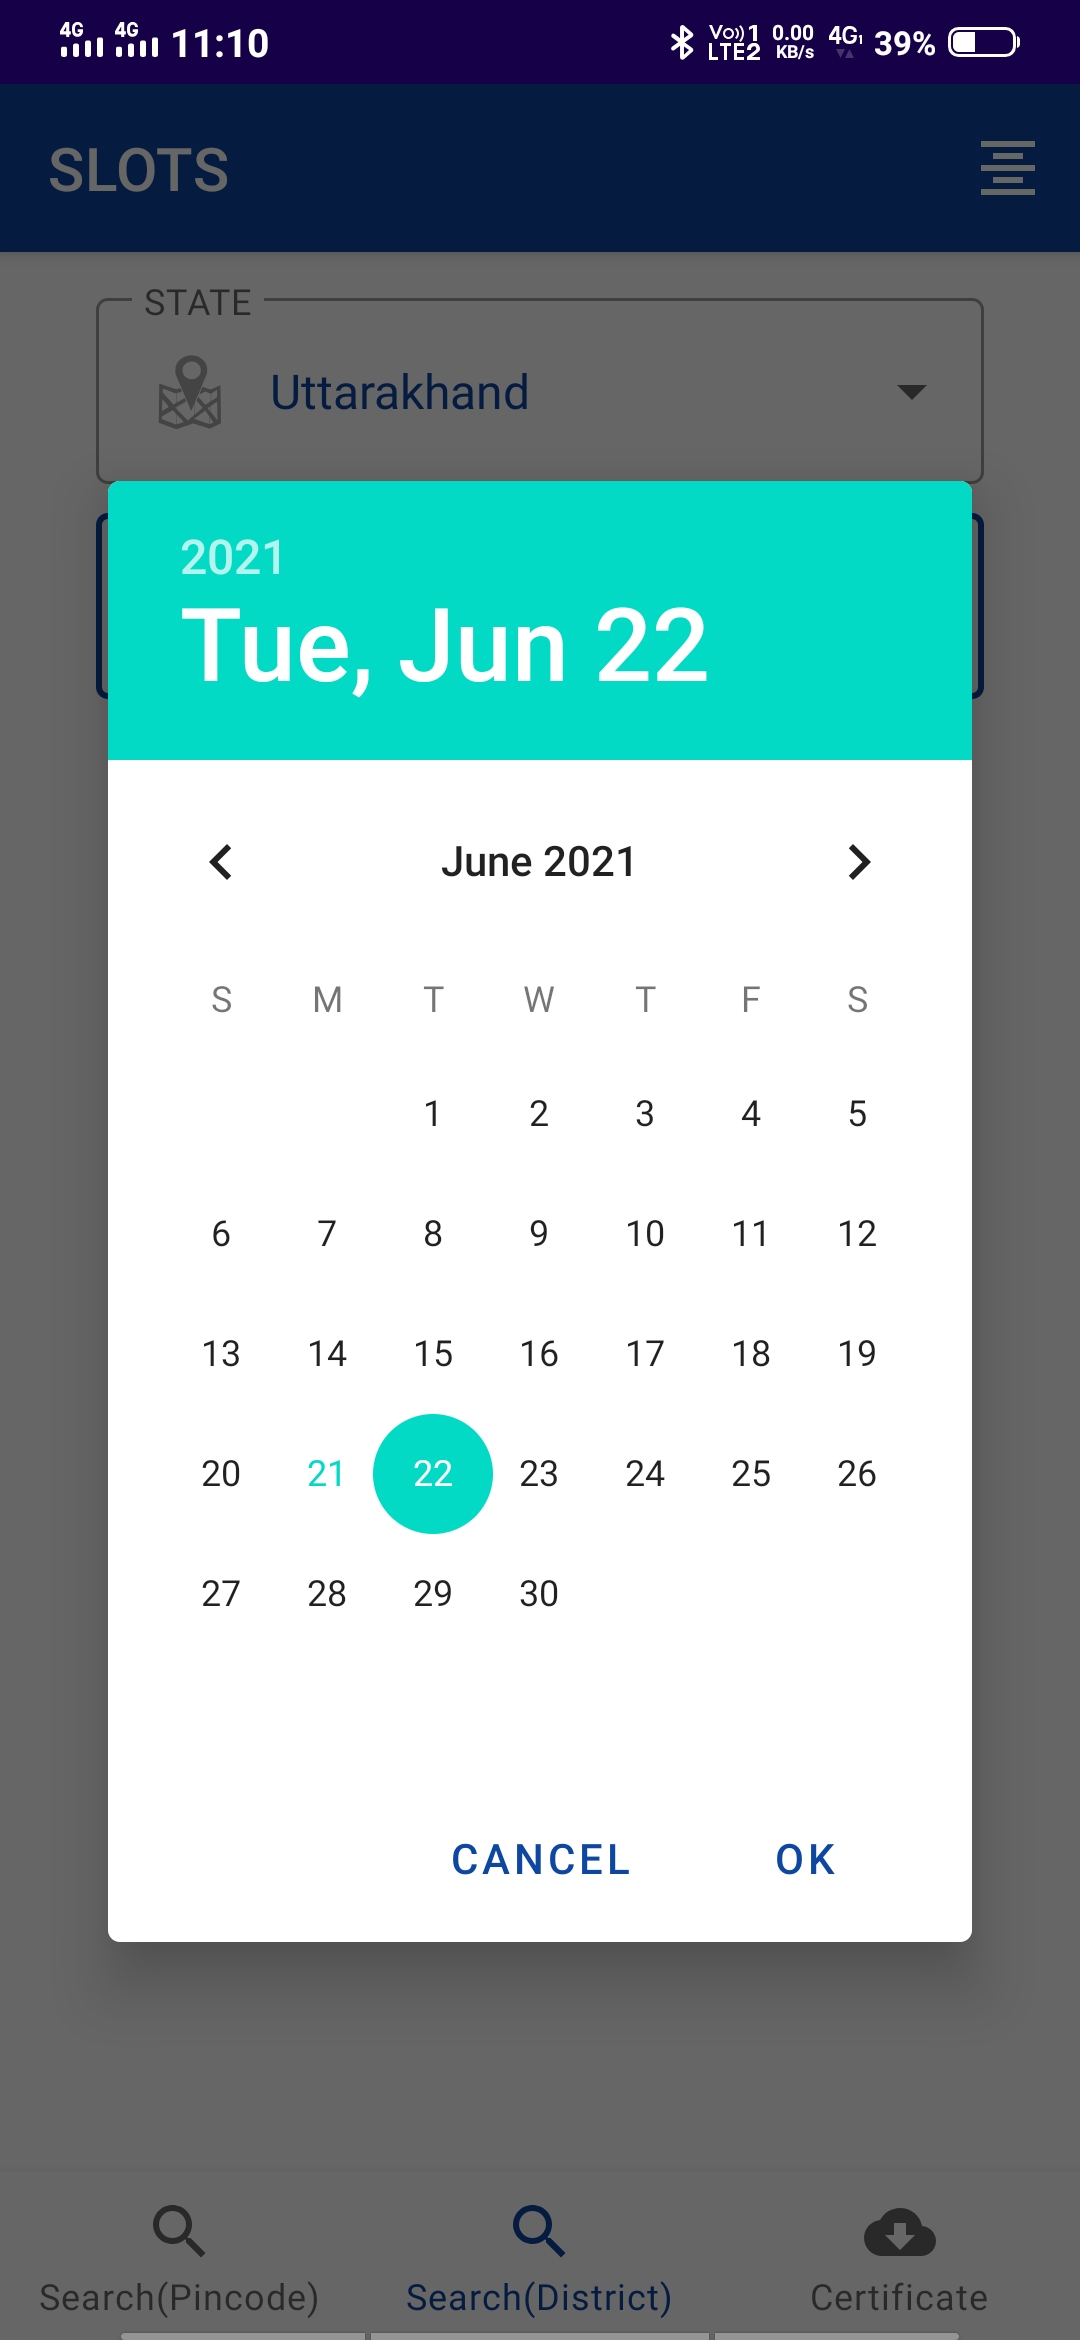 4G 4G 11:10 Vo)) 1 LTE2 0.00 KB/s 4G1 39%
SLOTS
STATE
Uttarakhand
2021
Tue, Jun 22
June 2021
S M T W T F S
1 2 3 4 5
6 7 8 9 10 11 12
13 14 15 16 17 18 19
20 21 22 23 24 25 26
27 28 29 30
CANCEL OK
Search(Pincode) Search(District) Certificate